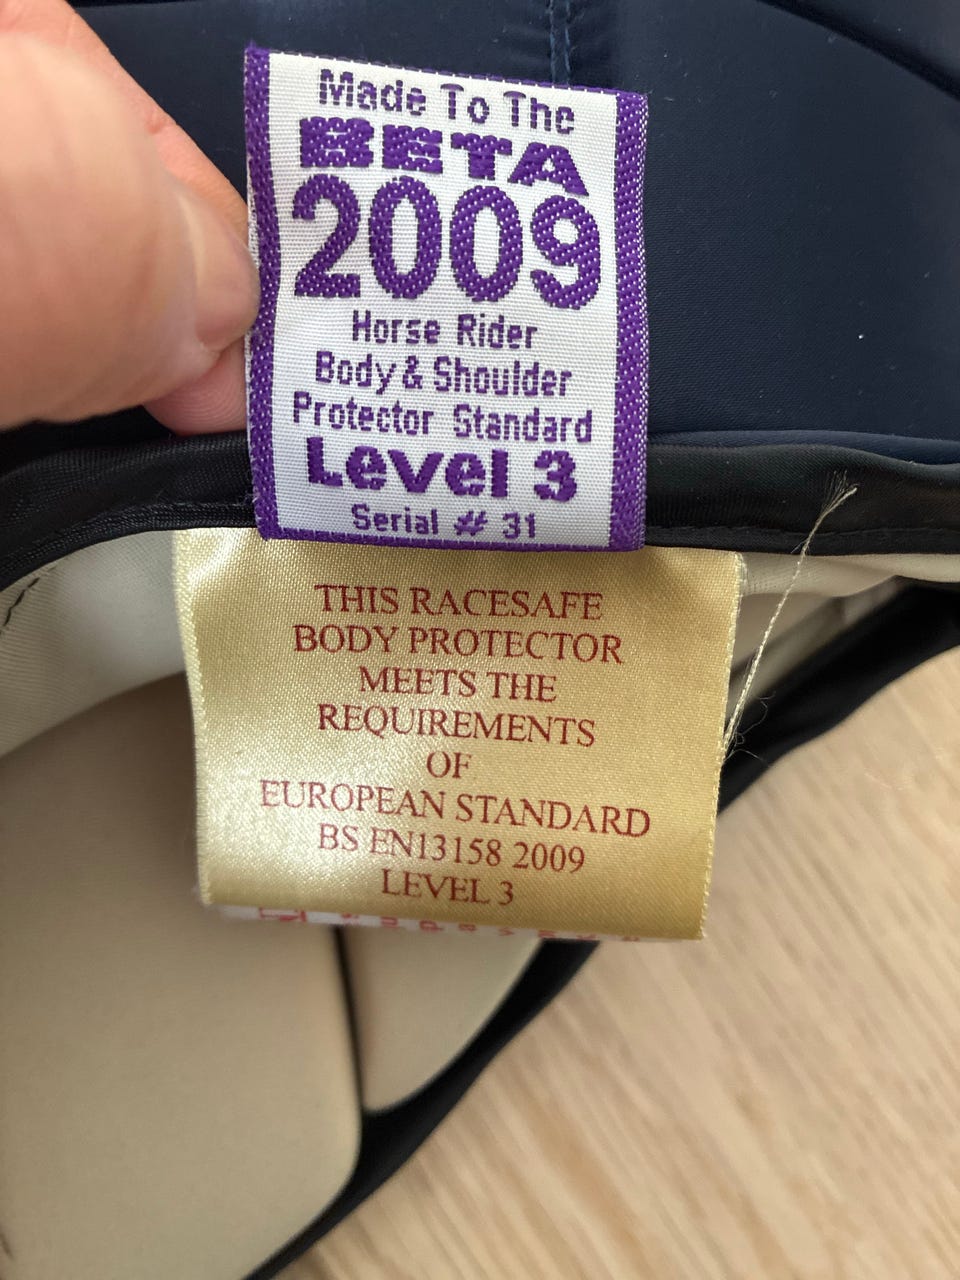 Made To The
BETA
2009
Horse Rider
Body & Shoulder
Protector Standard
Level 3
Serial # 31
THIS RACESAFE
BODY PROTECTOR
MEETS THE
REQUIREMENTS
OF
EUROPEAN STANDARD
BS EN13158 2009
LEVEL 3